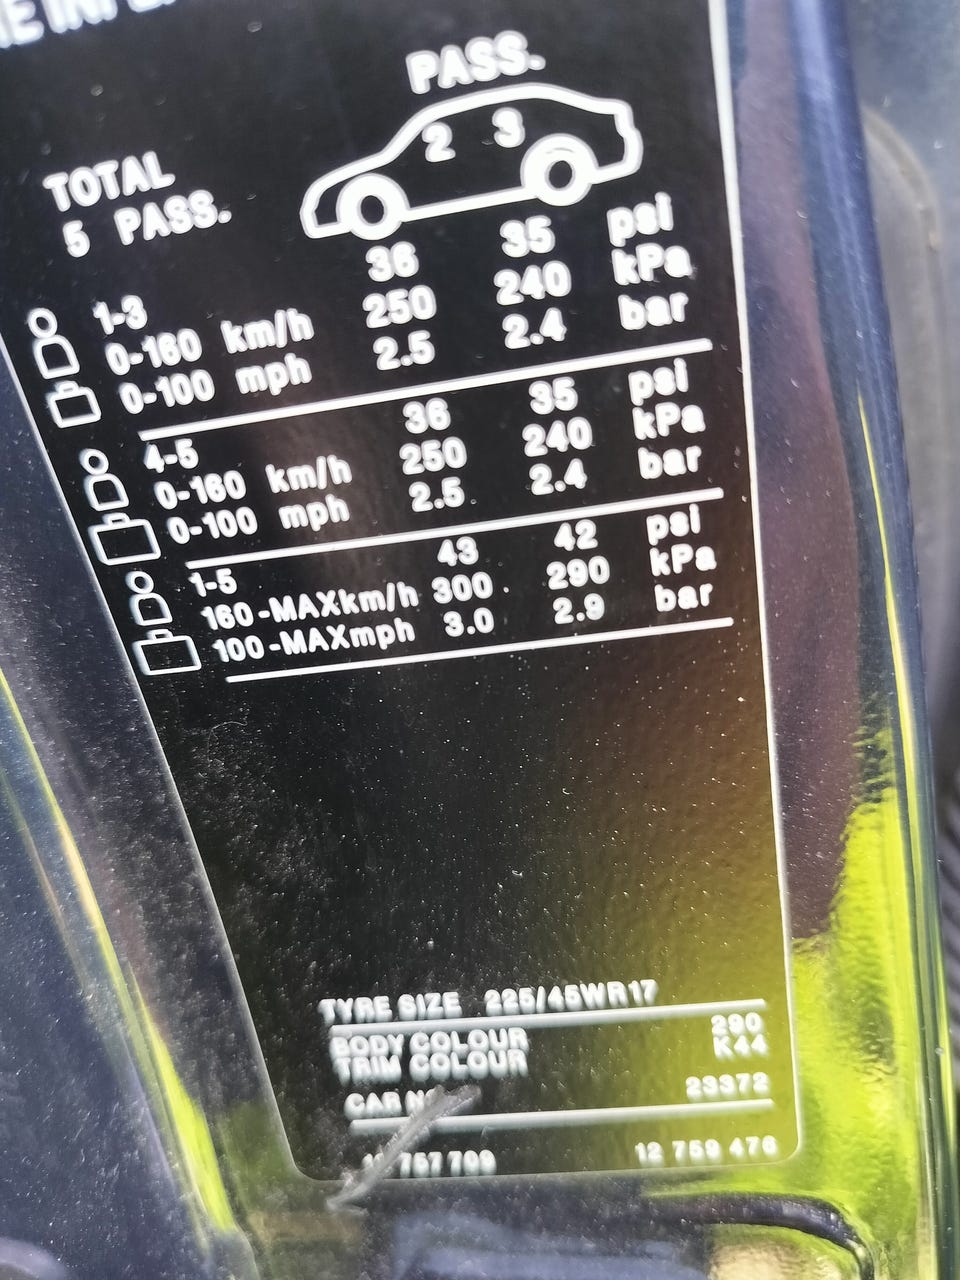 PASS.
2 3
TOTAL
5 PASS.
36 35 psi
1-3 250 240 kPa
0-160 km/h 2.5 2.4 bar
0-100 mph
36 35 psi
4-5 250 240 kPa
0-160 km/h 2.5 2.4 bar
0-100 mph
43 42 psi
1-5 300 290 kPa
160-MAXkm/h 3.0 2.9 bar
100-MAXmph
TYRE SIZE 225/45WR17
BODY COLOUR 290
TRIM COLOUR K44
CAR 23372
757 709 12 759 476